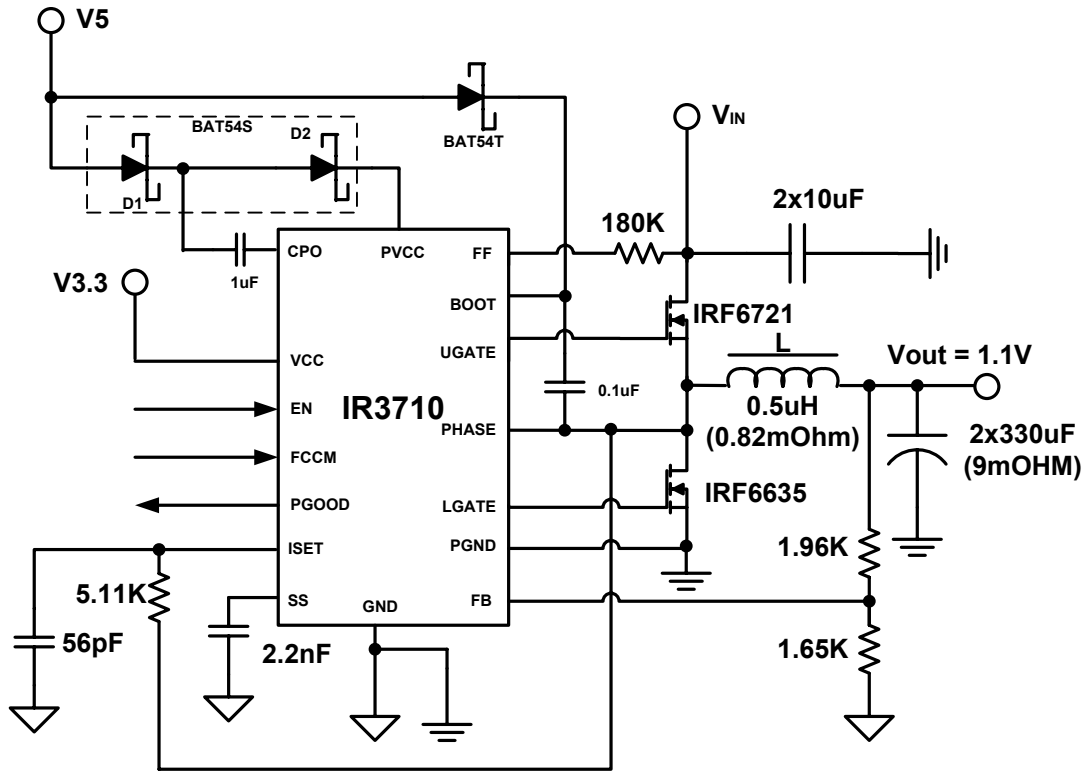 V5
BAT54S
D2
BAT54T
VIN
D1
2x10uF
180K
CPO
PVCC
FF
1uF
V3.3
BOOT
IRF6721
UGATE
L
Vout = 1.1V
VCC
0.1uF
0.5uH
(0.82mOhm)
EN
IR3710
PHASE
2x330uF
(9mOHM)
FCCM
IRF6635
PGOOD
LGATE
ISET
PGND
1.96K
5.11K
SS
GND
FB
56pF
2.2nF
1.65K